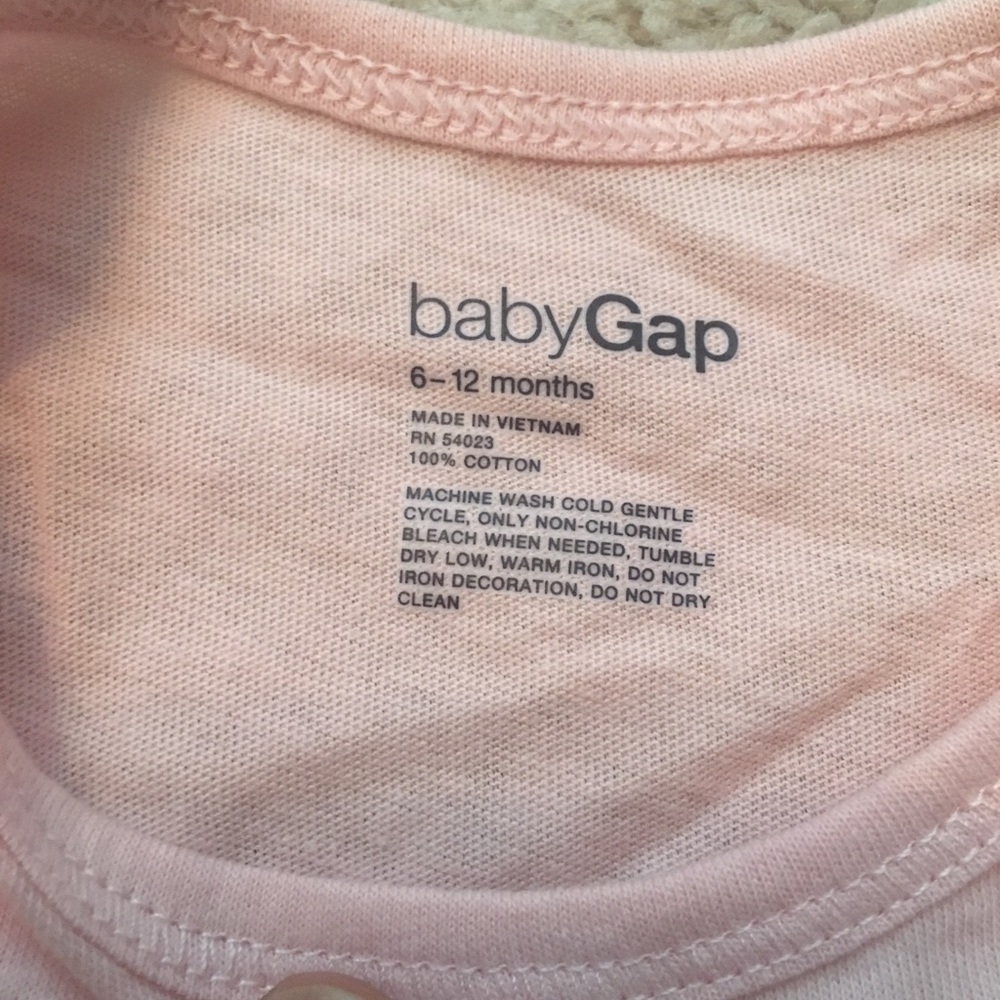 babyGap
6–12 months
MADE IN VIETNAM
RN 54023
100% COTTON
MACHINE WASH COLD GENTLE
CYCLE, ONLY NON-CHLORINE
BLEACH WHEN NEEDED, TUMBLE
DRY LOW, WARM IRON, DO NOT
IRON DECORATION, DO NOT DRY
CLEAN